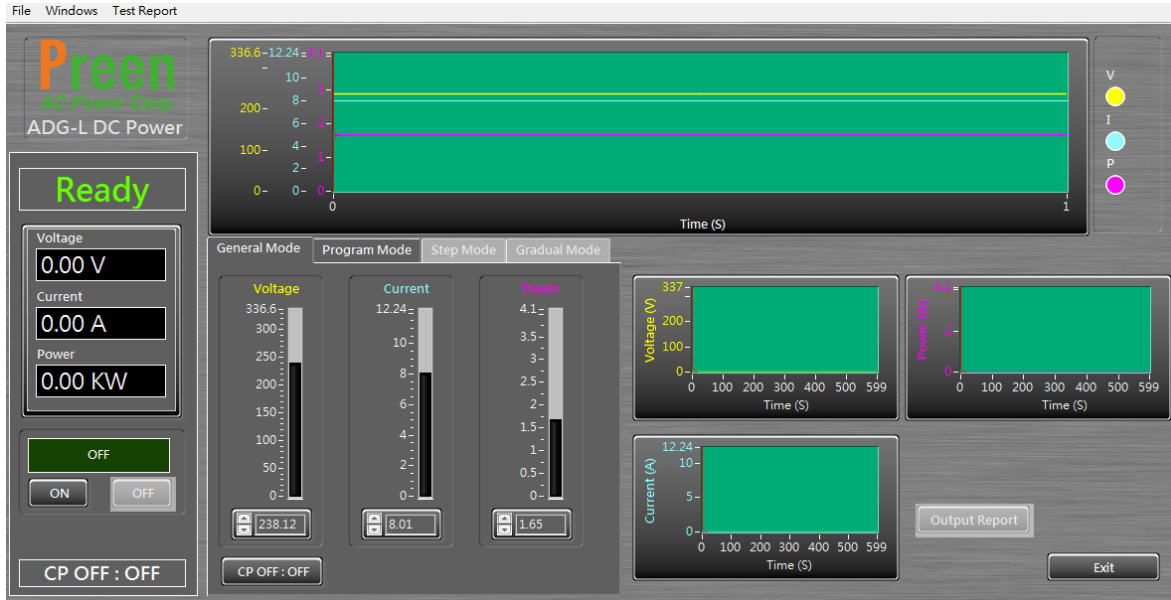 File Windows Test Report
Preen
AC Power Corp.
ADG-L DC Power
Ready
Voltage
0.00 V
Current
0.00 A
Power
0.00 KW
OFF
ON OFF
CP OFF : OFF
336.6 12.24 4.1
10
200 8 3
6 2
100 4
2 1
0 0 0
0 1
Time (S)
V
I
P
General Mode Program Mode Step Mode Gradual Mode
Voltage
336.6
300
250
200
150
100
50
0
238.12
Current
12.24
10
8
6
4
2
0
8.01
Power
4.1
3.5
3
2.5
2
1.5
1
0.5
0
1.65
CP OFF : OFF
Voltage (V)
337
200
100
0
0 100 200 300 400 500 599
Time (S)
Power (W)
4.1
2
0
0 100 200 300 400 500 599
Time (S)
Current (A)
12.24
10
5
0
0 100 200 300 400 500 599
Time (S)
Output Report
Exit